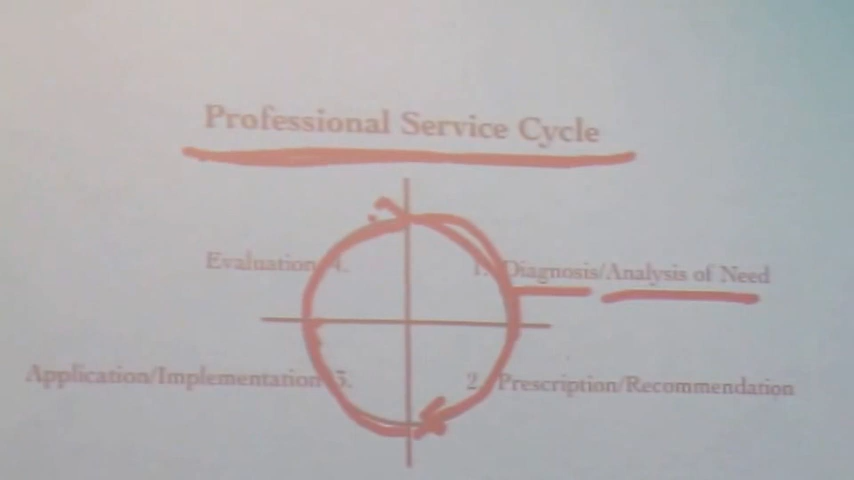 Professional Service Cycle
Evaluation 4.
1. Diagnosis/Analysis of Need
Application/Implementation 3.
2. Prescription/Recommendation